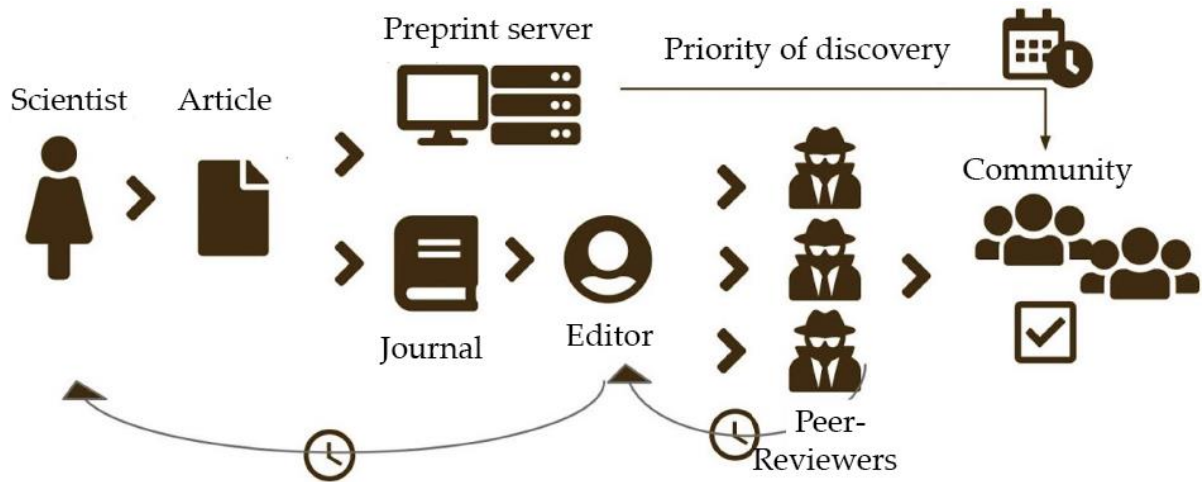 Preprint server
Priority of discovery
Scientist
Article
Community
Journal
Editor
Peer-
Reviewers